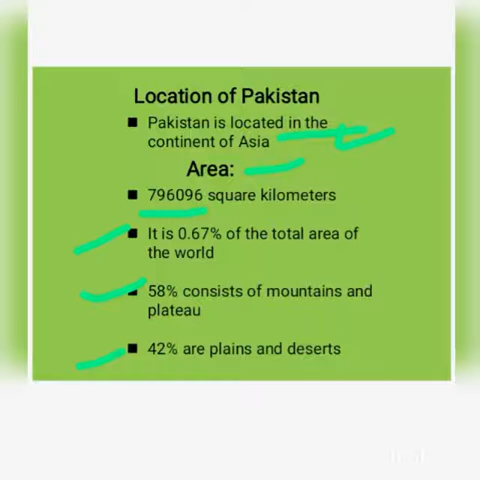 Location of Pakistan
■ Pakistan is located in the
continent of Asia
Area:
■ 796096 square kilometers
■ It is 0.67% of the total area of
the world
■ 58% consists of mountains and
plateau
■ 42% are plains and deserts